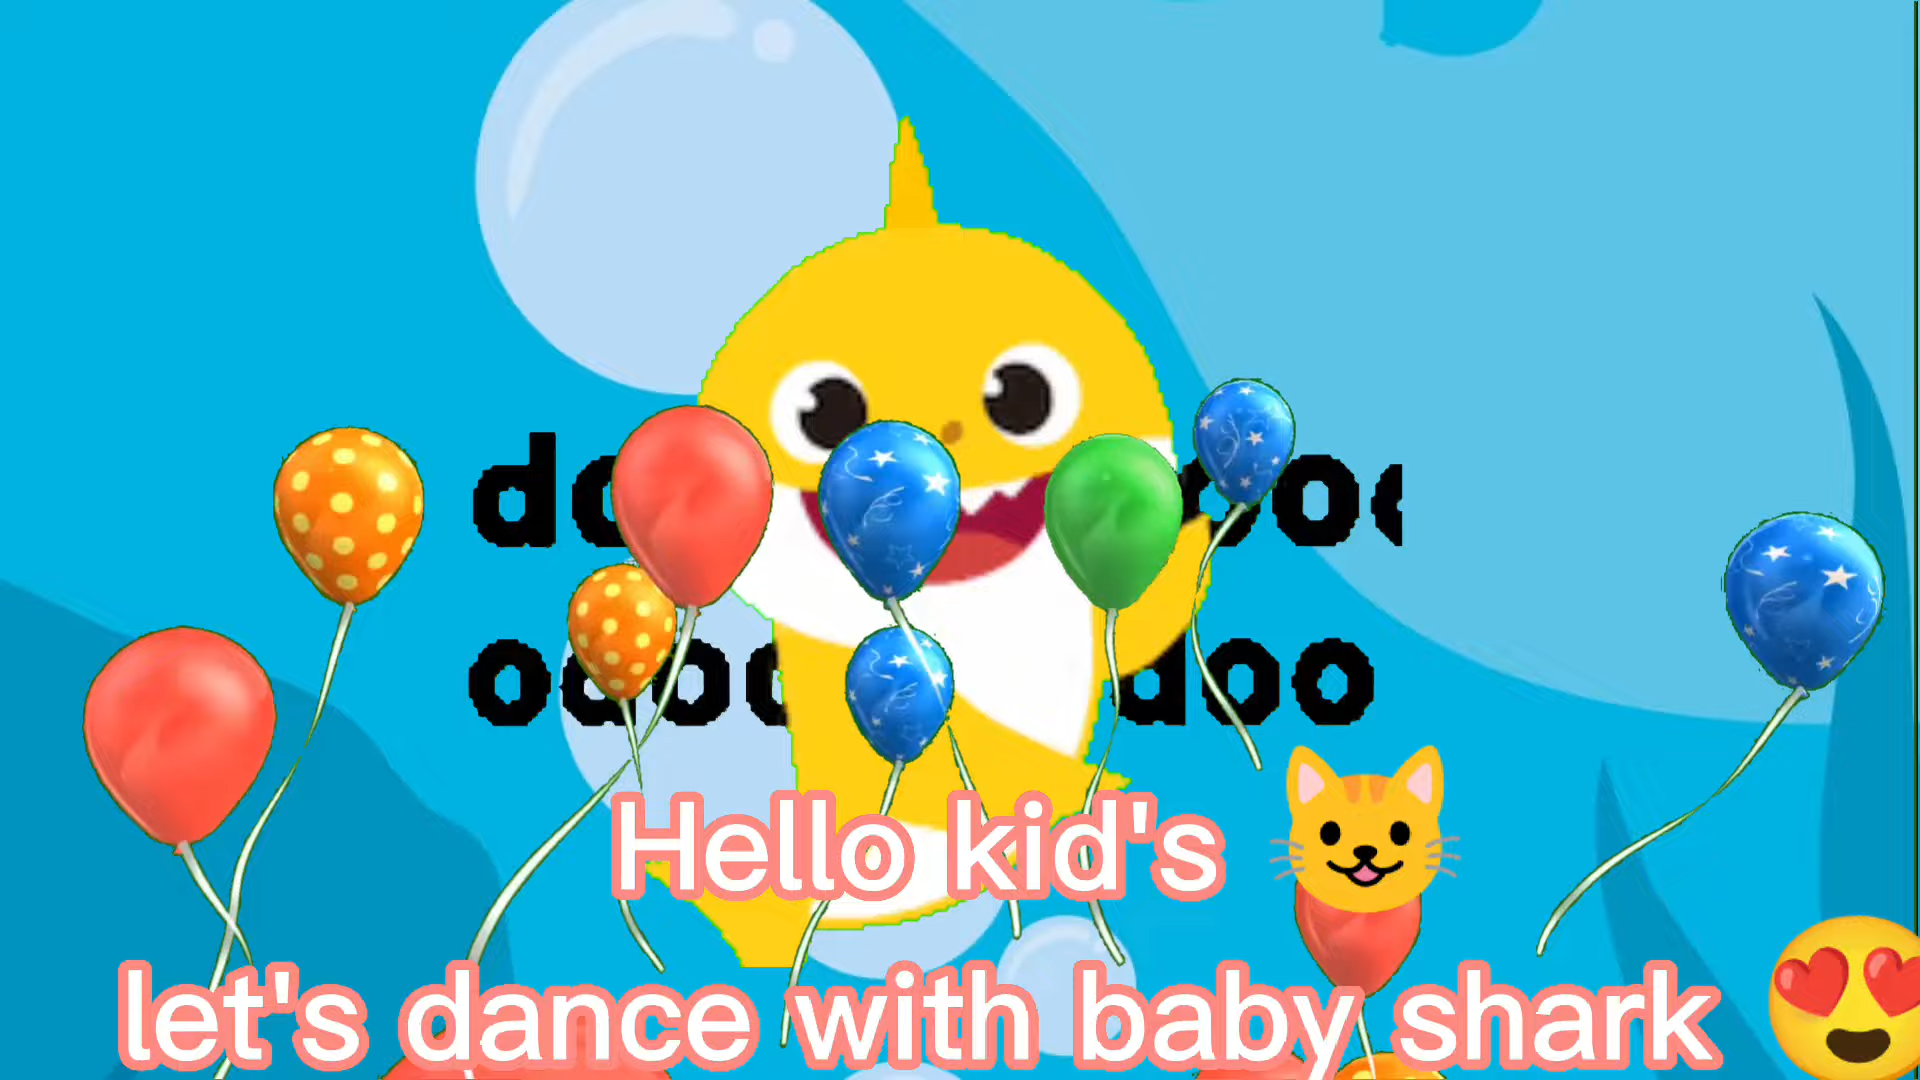 doo
Hello kid's 😺
let's dance with baby shark 😍